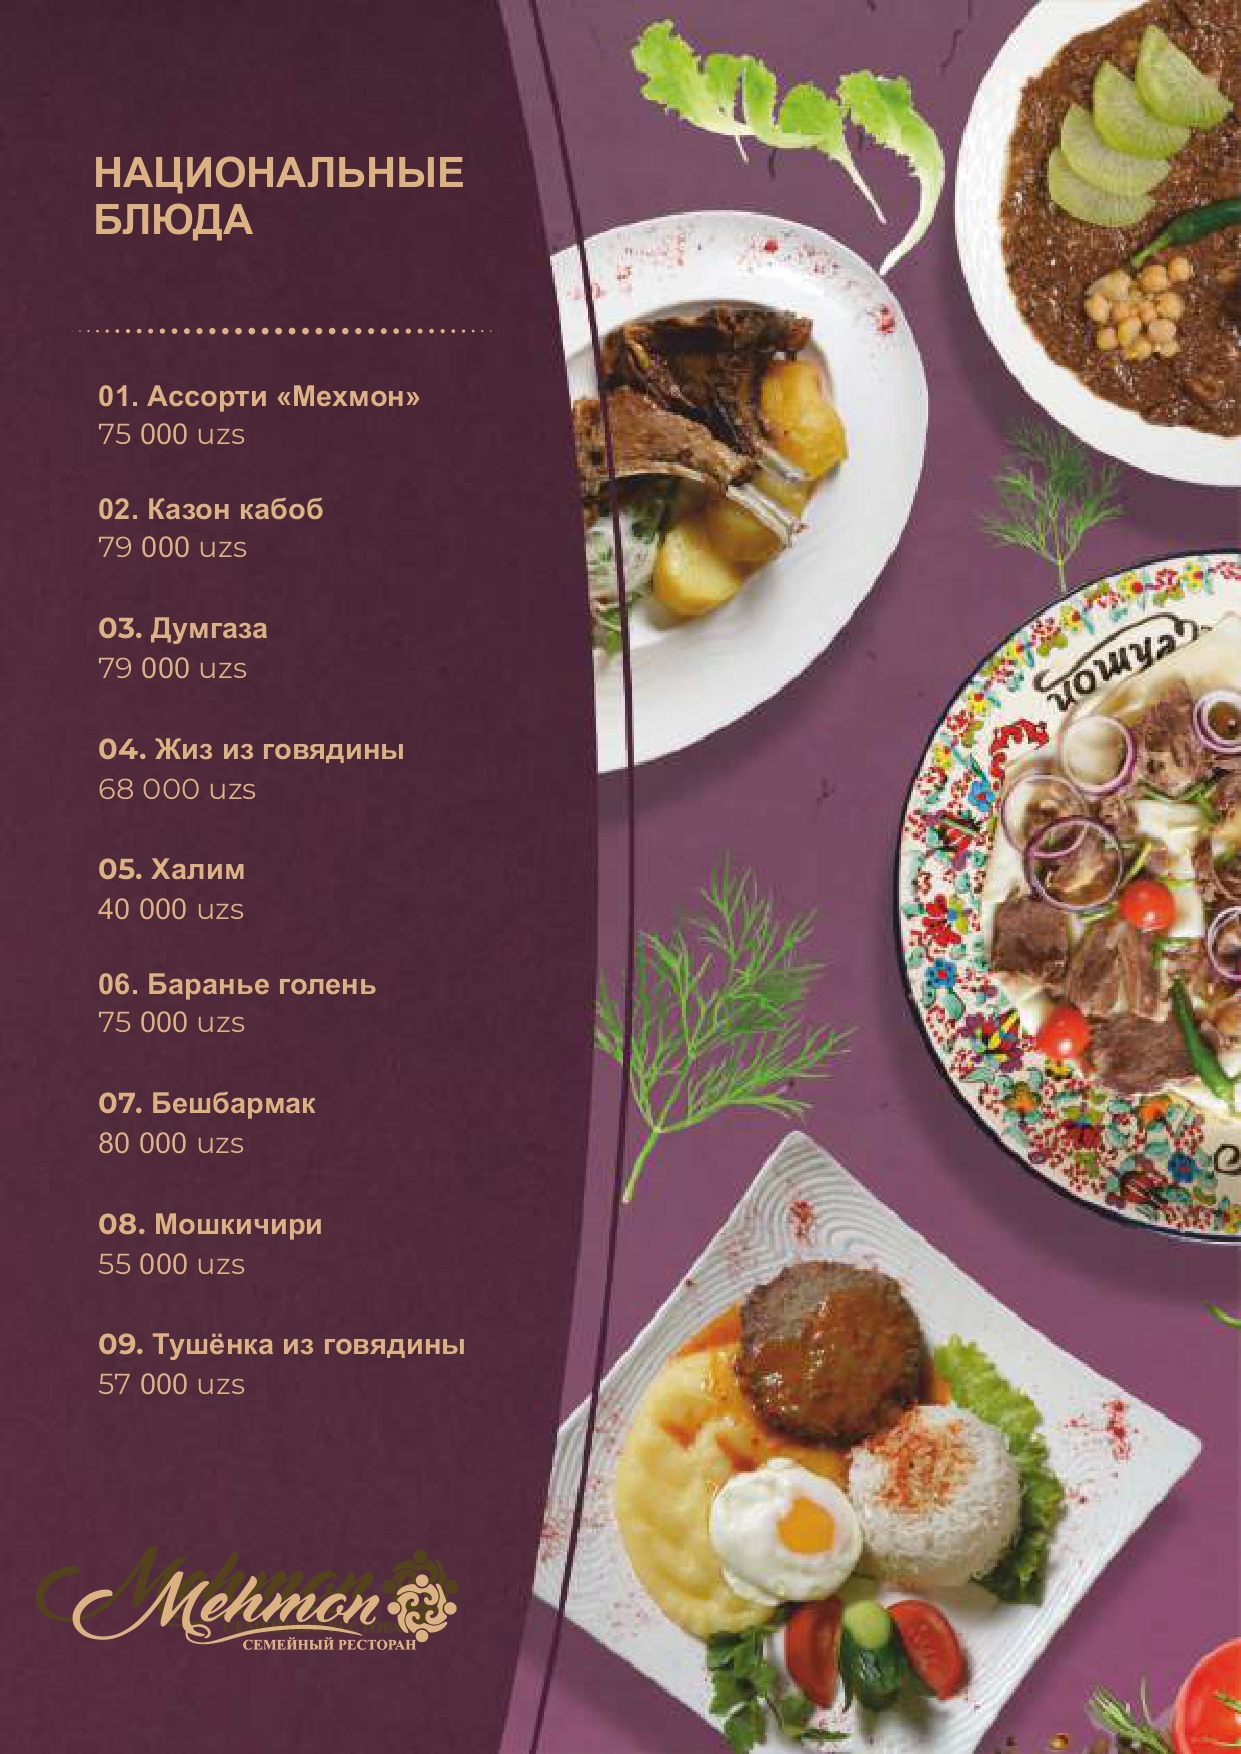 НАЦИОНАЛЬНЫЕ
БЛЮДА
01. Ассорти «Мехмон»
75 000 uzs
02. Казон кабоб
79 000 uzs
03. Думгаза
79 000 uzs
04. Жиз из говядины
68 000 uzs
05. Халим
40 000 uzs
06. Баранье голень
75 000 uzs
07. Бешбармак
80 000 uzs
08. Мошкичири
55 000 uzs
09. Тушёнка из говядины
57 000 uzs
Mehmon
СЕМЕЙНЫЙ РЕСТОРАН